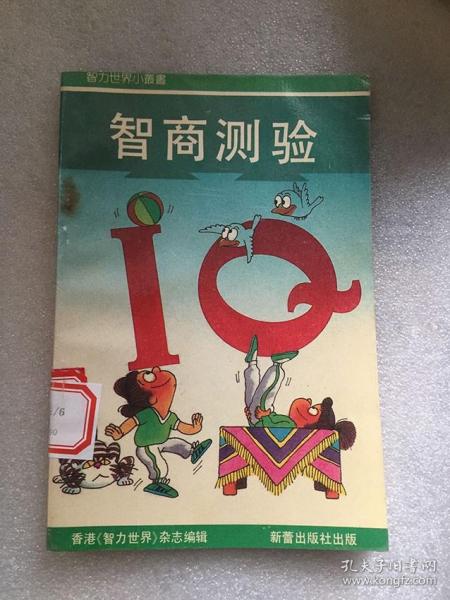 智力世界小叢書
智商测验
iQ
/6
香港《智力世界》杂志编辑
新蕾出版社出版
孔夫子旧书网
www.kongfz.com